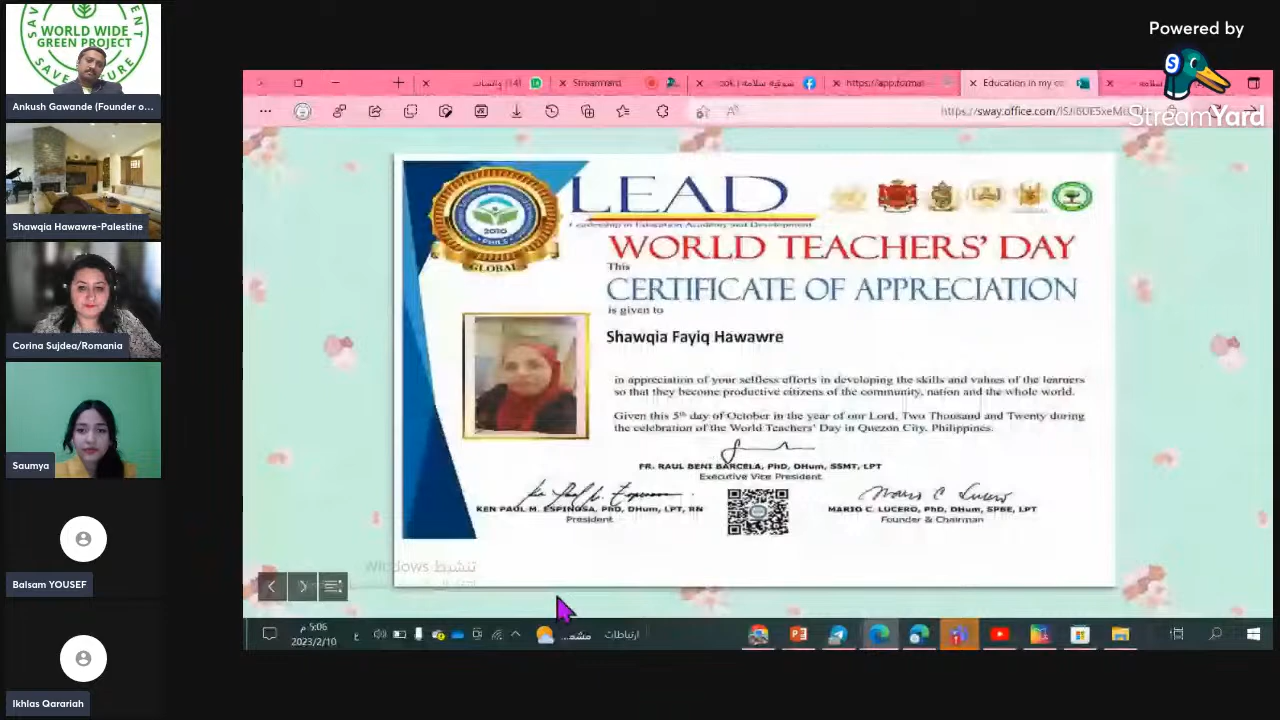 WORLD WIDE
GREEN PROJECT
Ankush Gawande (Founder o...
Shawqia Hawawre-Palestine
Corina Sujdea/Romania
Saumya
Balsam YOUSEF
Ikhlas Qarariah
Powered by
StreamYard
واتساب
StreamYard
شوقيه سلامه
Education in my co
https://sway.office.com/
LEAD
Leadership in Education Academy and Development
2010
GLOBAL
WORLD TEACHERS' DAY
This
CERTIFICATE OF APPRECIATION
is given to
Shawqia Fayiq Hawawre
in appreciation of your selfless efforts in developing the skills and values of the learners
so that they become productive citizens of the community, nation and the whole world.
Given this 5th day of October in the year of our Lord, Two Thousand and Twenty during
the celebration of the World Teachers' Day in Quezon City, Philippines.
FR. RAUL BENI BARCELA, PhD, DHum, SSMT, LPT
Executive Vice President
KEN PAUL M. ESPINOSA, PhD, DHum, LPT, RN
President
MARIO C. LUCERO, PhD, DHum, SPBE, LPT
Founder & Chairman
تنشيط Windows
5:06 م
2023/2/10
ع
مشمس...
ارتباطات